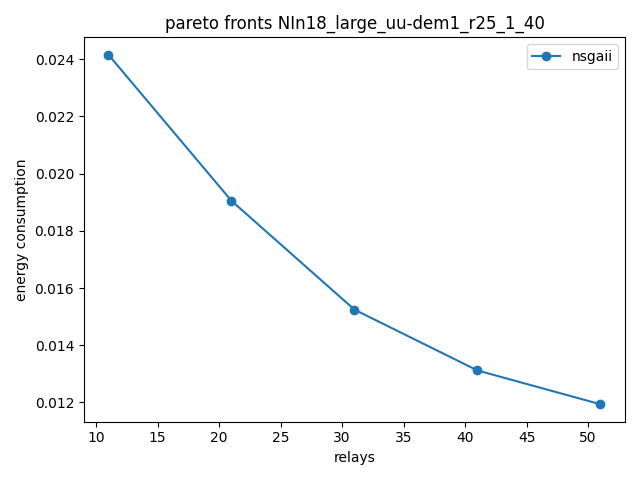 pareto fronts NIn18_large_uu-dem1_r25_1_40
nsgaii
0.024
0.022
0.020
0.018
0.016
0.014
0.012
energy consumption
10 15 20 25 30 35 40 45 50
relays